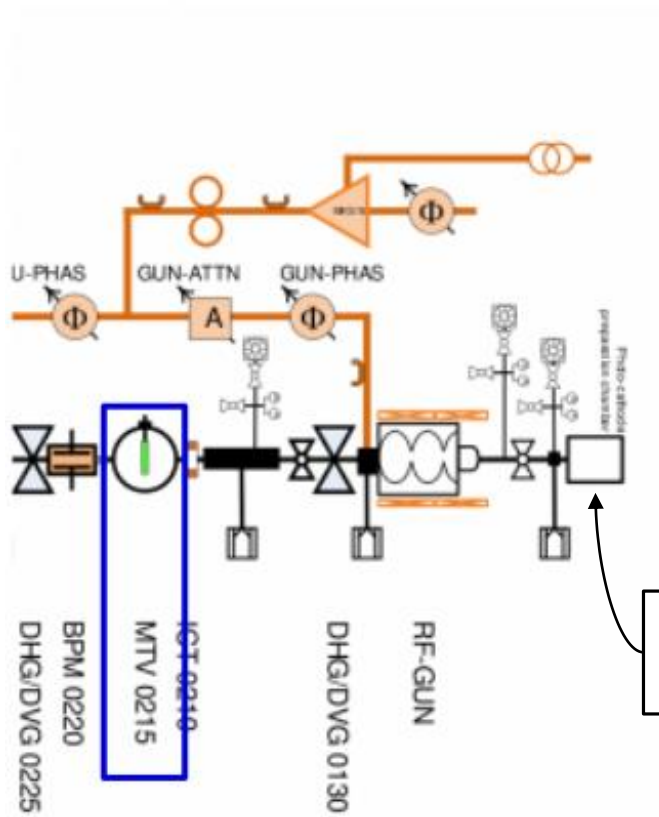 U-PHAS
GUN-ATTN
GUN-PHAS
Φ
Φ
A
Φ
Photo-cathode
preparation chamber
DHG/DVG 0225
BPM 0220
MTV 0215
ICT 0210
DHG/DVG 0130
RF-GUN